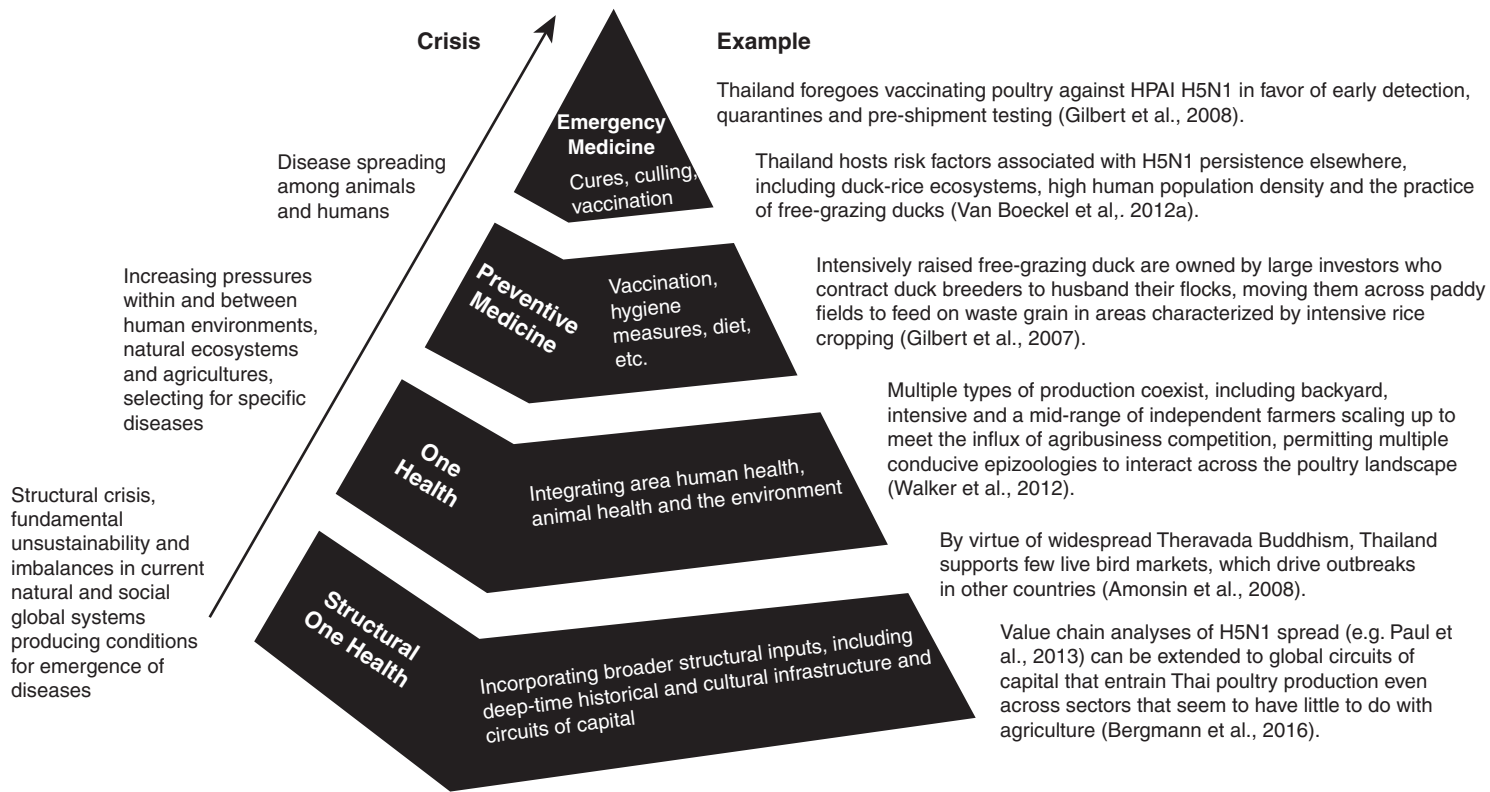 Crisis
Disease spreading
among animals
and humans
Increasing pressures
within and between
human environments,
natural ecosystems
and agricultures,
selecting for specific
diseases
Structural crisis,
fundamental
unsustainability and
imbalances in current
natural and social
global systems
producing conditions
for emergence of
diseases
Emergency
Medicine
Cures, culling,
vaccination
Preventive
Medicine
Vaccination,
hygiene
measures, diet,
etc.
One
Health
Integrating area human health,
animal health and the environment
Structural
One Health
Incorporating broader structural inputs, including
deep-time historical and cultural infrastructure and
circuits of capital
Example
Thailand foregoes vaccinating poultry against HPAI H5N1 in favor of early detection,
quarantines and pre-shipment testing (Gilbert et al., 2008).
Thailand hosts risk factors associated with H5N1 persistence elsewhere,
including duck-rice ecosystems, high human population density and the practice
of free-grazing ducks (Van Boeckel et al,. 2012a).
Intensively raised free-grazing duck are owned by large investors who
contract duck breeders to husband their flocks, moving them across paddy
fields to feed on waste grain in areas characterized by intensive rice
cropping (Gilbert et al., 2007).
Multiple types of production coexist, including backyard,
intensive and a mid-range of independent farmers scaling up to
meet the influx of agribusiness competition, permitting multiple
conducive epizoologies to interact across the poultry landscape
(Walker et al., 2012).
By virtue of widespread Theravada Buddhism, Thailand
supports few live bird markets, which drive outbreaks
in other countries (Amonsin et al., 2008).
Value chain analyses of H5N1 spread (e.g. Paul et
al., 2013) can be extended to global circuits of
capital that entrain Thai poultry production even
across sectors that seem to have little to do with
agriculture (Bergmann et al., 2016).